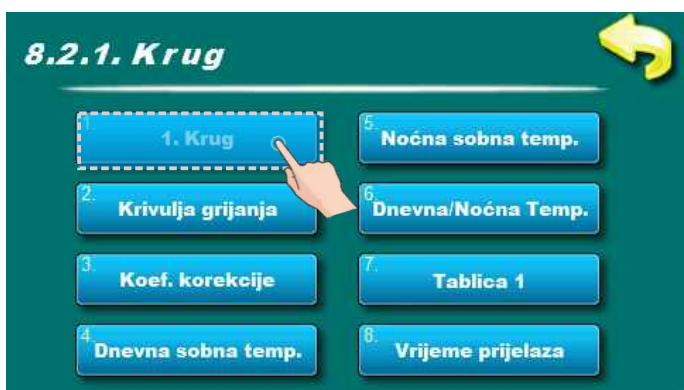 8.2.1. Krug
1. 1. Krug
2. Krivulja grijanja
3. Koef. korekcije
4. Dnevna sobna temp.
5. Noćna sobna temp.
6. Dnevna/Noćna Temp.
7. Tablica 1
8. Vrijeme prijelaza